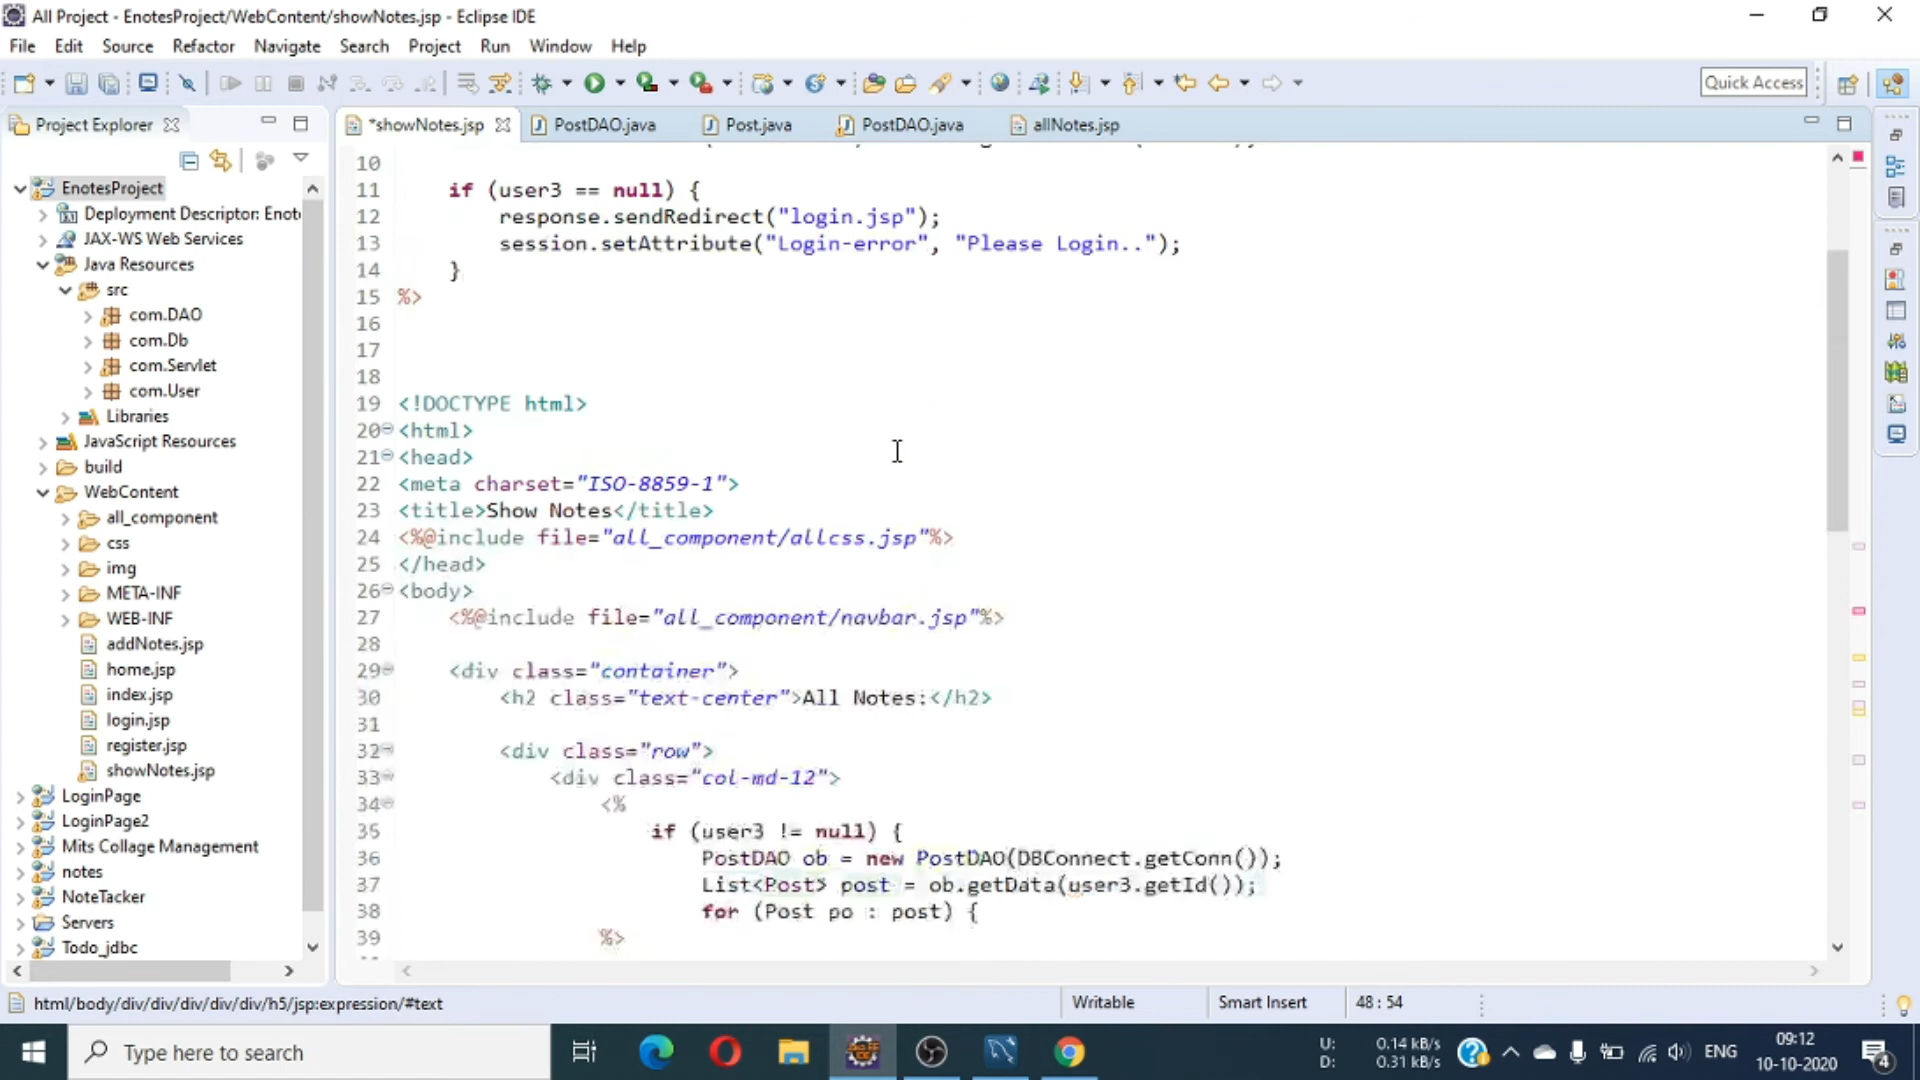 All Project - EnotesProject/WebContent/showNotes.jsp - Eclipse IDE
File Edit Source Refactor Navigate Search Project Run Window Help
Quick Access
Project Explorer
*showNotes.jsp PostDAO.java Post.java PostDAO.java allNotes.jsp
EnotesProject
Deployment Descriptor: Enot
JAX-WS Web Services
Java Resources
src
com.DAO
com.Db
com.Servlet
com.User
Libraries
JavaScript Resources
build
WebContent
all_component
css
img
META-INF
WEB-INF
addNotes.jsp
home.jsp
index.jsp
login.jsp
register.jsp
showNotes.jsp
LoginPage
LoginPage2
Mits Collage Management
notes
NoteTacker
Servers
Todo_jdbc
10
11 if (user3 == null) {
12 response.sendRedirect("login.jsp");
13 session.setAttribute("Login-error", "Please Login..");
14 }
15 %>
16
17
18
19 <!DOCTYPE html>
20 <html>
21 <head>
22 <meta charset="ISO-8859-1">
23 <title>Show Notes</title>
24 <%@include file="all_component/allcss.jsp"%>
25 </head>
26 <body>
27 <%@include file="all_component/navbar.jsp"%>
28
29 <div class="container">
30 <h2 class="text-center">All Notes:</h2>
31
32 <div class="row">
33 <div class="col-md-12">
34 <%
35 if (user3 != null) {
36 PostDAO ob = new PostDAO(DBConnect.getConn());
37 List<Post> post = ob.getData(user3.getId());
38 for (Post po : post) {
39 %>
html/body/div/div/div/div/div/h5/jsp:expression/#text
Writable
Smart Insert
48 : 54
Type here to search
U: 0.14 kB/s
D: 0.31 kB/s
ENG
09:12
10-10-2020
4